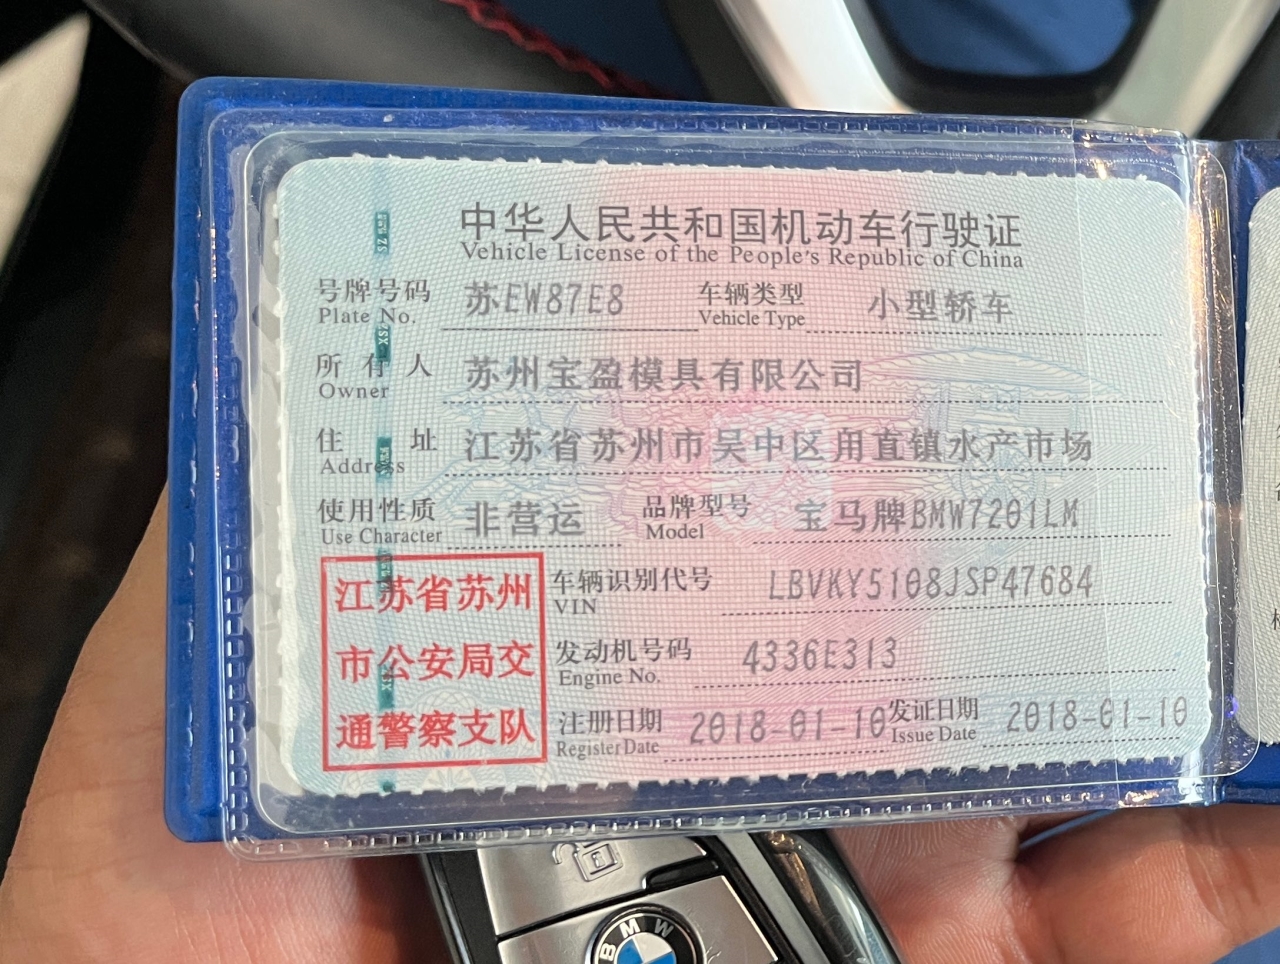 中华人民共和国机动车行驶证
Vehicle License of the People's Republic of China
号牌号码 苏EW87E8 车辆类型 小型轿车
Plate No. Vehicle Type
所有人 苏州宝盈模具有限公司
Owner
住址 江苏省苏州市吴中区甪直镇水产市场
Address
使用性质 非营运 品牌型号 宝马牌BMW7201LM
Use Character Model
江苏省苏州
市公安局交
通警察支队
车辆识别代号 LBVKY5108JSP47684
VIN
发动机号码 4336E313
Engine No.
注册日期 2018-01-10 发证日期 2018-01-10
Register Date Issue Date
BMW